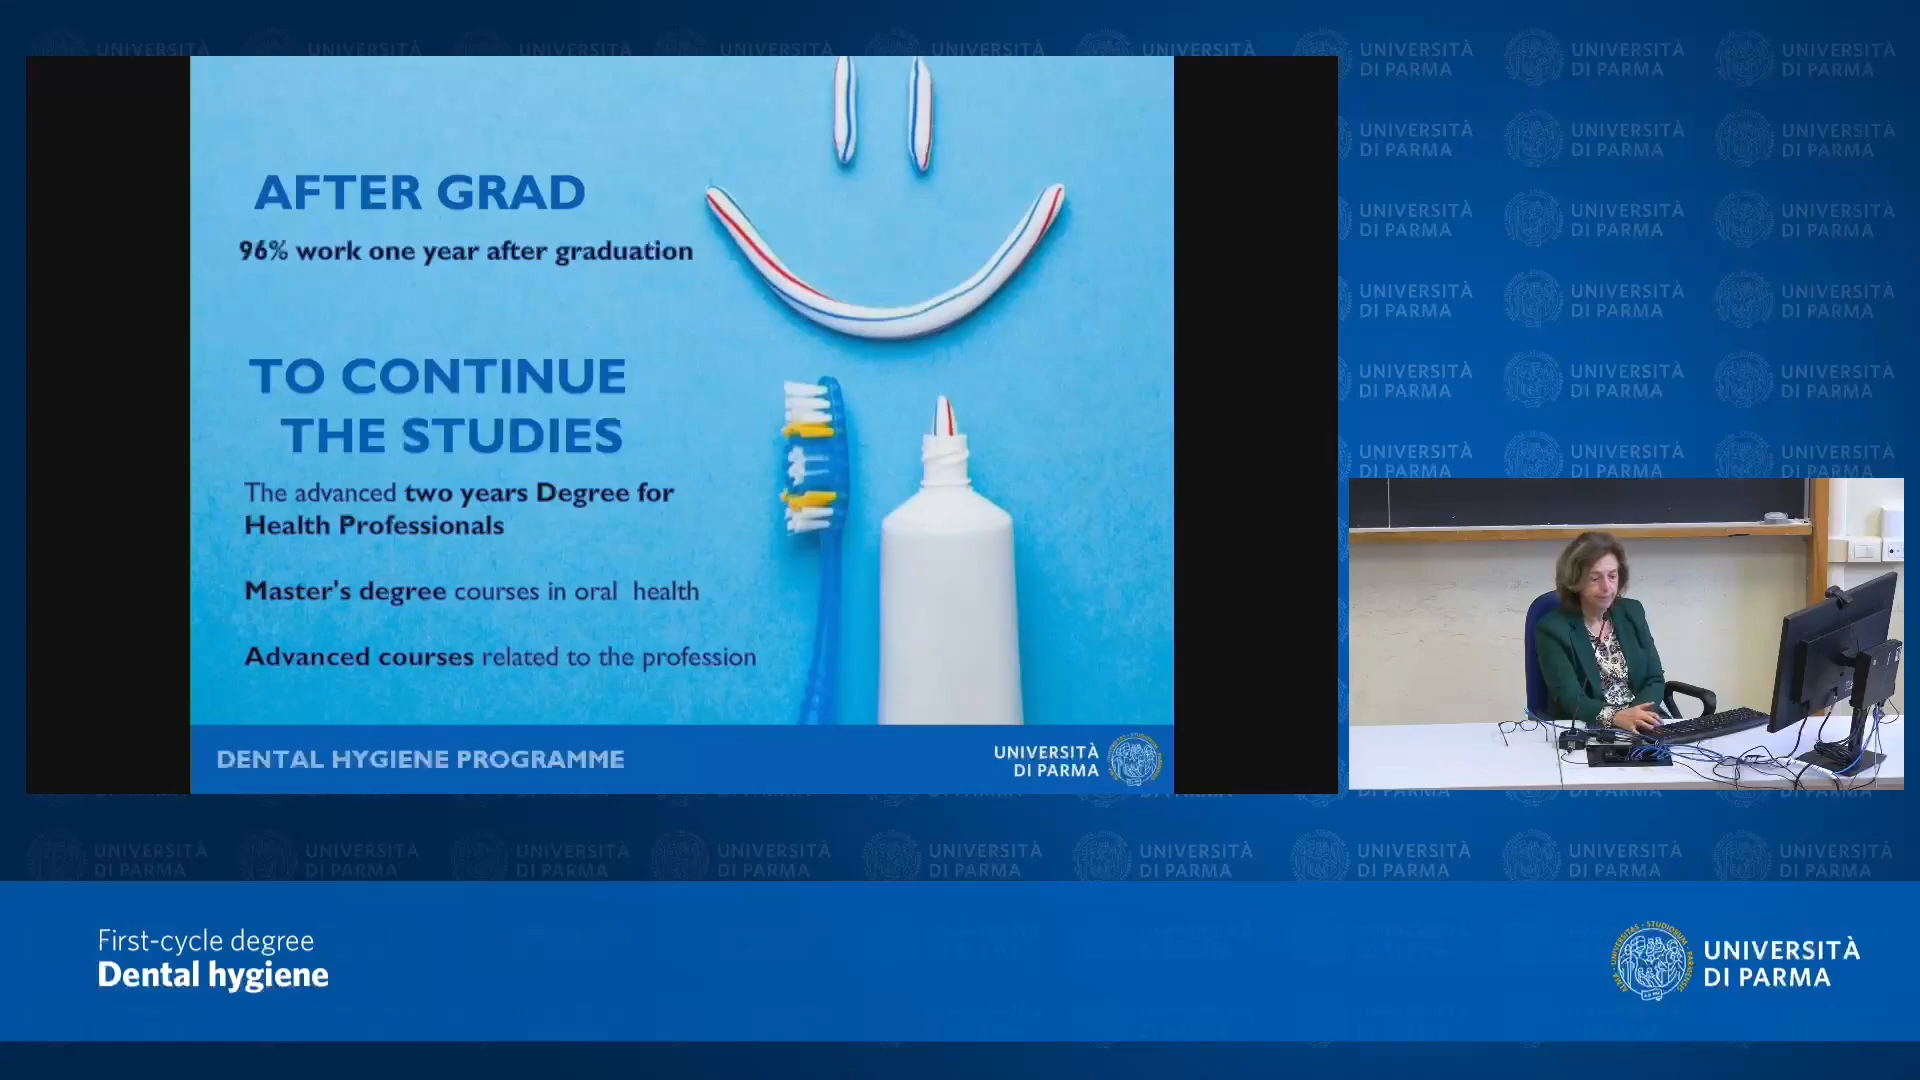 AFTER GRAD
96% work one year after graduation
TO CONTINUE
THE STUDIES
The advanced two years Degree for
Health Professionals
Master's degree courses in oral health
Advanced courses related to the profession
DENTAL HYGIENE PROGRAMME
UNIVERSITÀ
DI PARMA
First-cycle degree
Dental hygiene
UNIVERSITÀ
DI PARMA